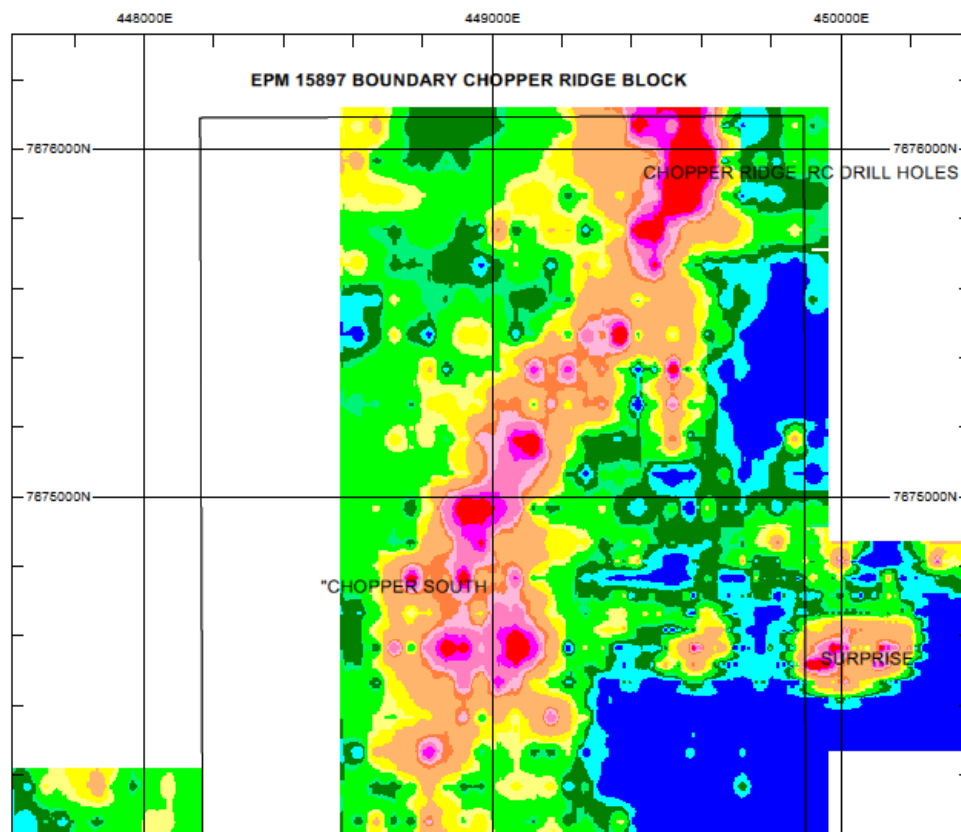 448000E 449000E 450000E
EPM 15897 BOUNDARY CHOPPER RIDGE BLOCK
7676000N 7676000N
CHOPPER RIDGE RC DRILL HOLES
7675000N 7675000N
"CHOPPER SOUTH
SURPRISE